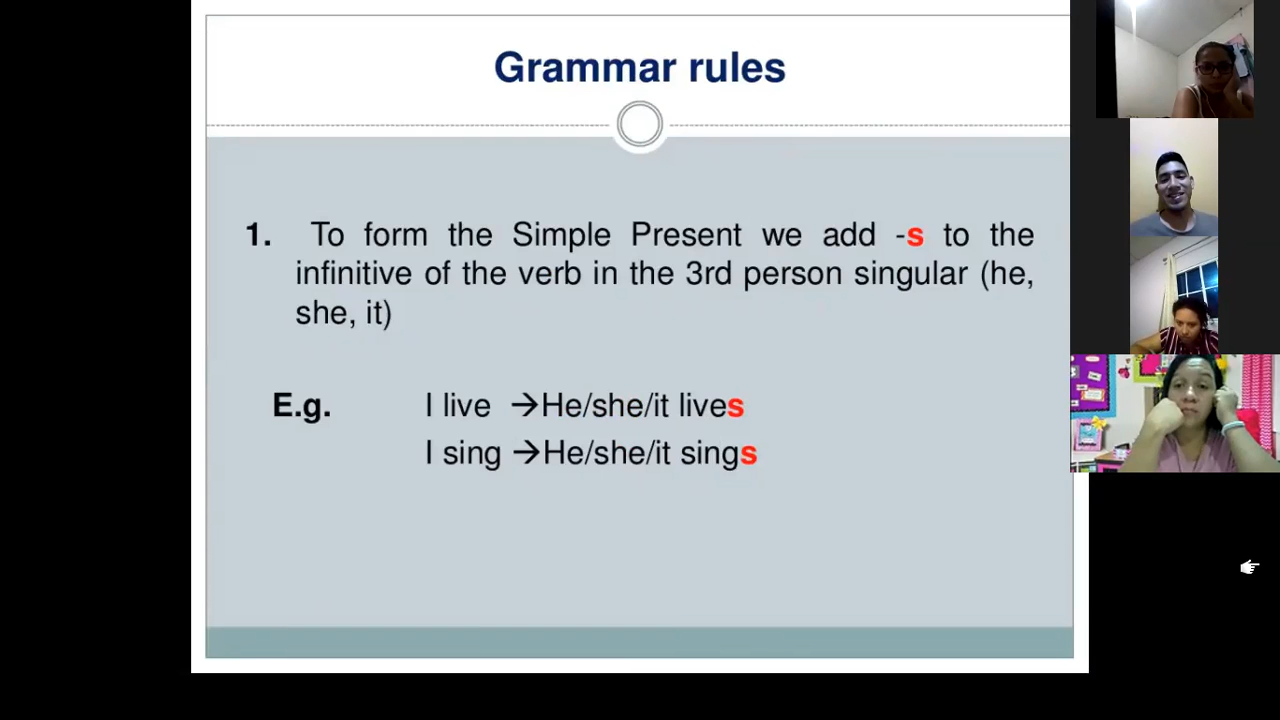 Grammar rules
1. To form the Simple Present we add -s to the
infinitive of the verb in the 3rd person singular (he,
she, it)
E.g. I live →He/she/it lives
I sing →He/she/it sings